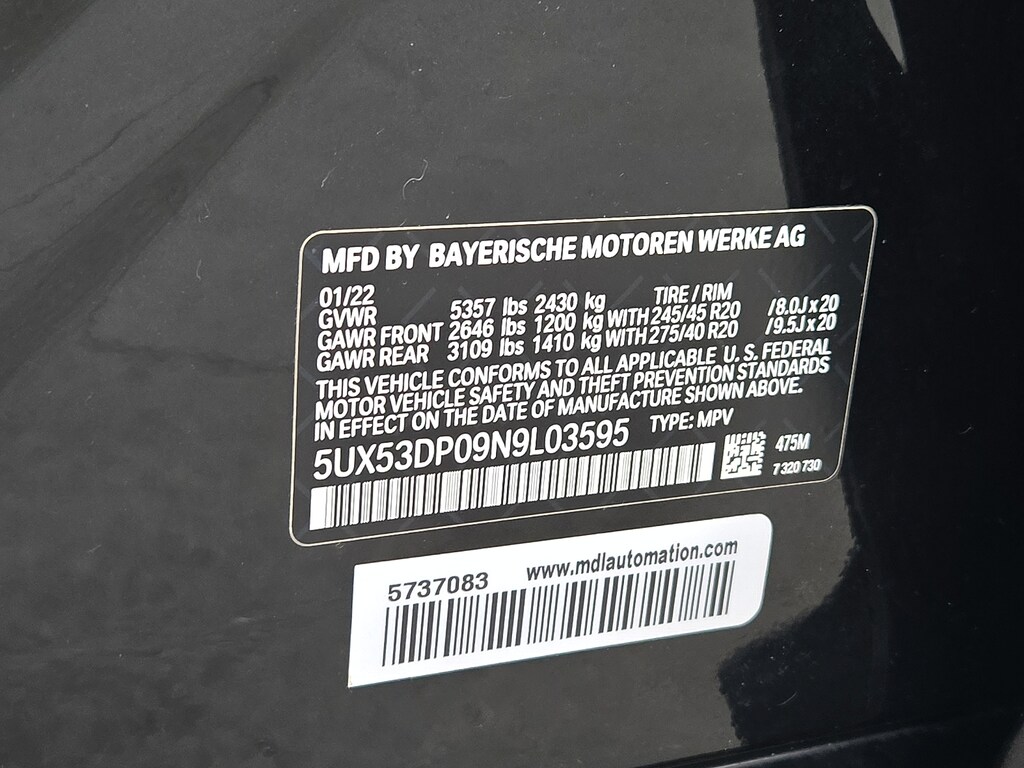 MFD BY BAYERISCHE MOTOREN WERKE AG
01/22 TIRE / RIM
GVWR 5357 lbs 2430 kg
GAWR FRONT 2646 lbs 1200 kg WITH 245/45 R20 /8.0J x 20
GAWR REAR 3109 lbs 1410 kg WITH 275/40 R20 /9.5J x 20
THIS VEHICLE CONFORMS TO ALL APPLICABLE U. S. FEDERAL
MOTOR VEHICLE SAFETY AND THEFT PREVENTION STANDARDS
IN EFFECT ON THE DATE OF MANUFACTURE SHOWN ABOVE.
5UX53DP09N9L03595 TYPE: MPV
475M
7 320 730
5737083 www.mdlautomation.com